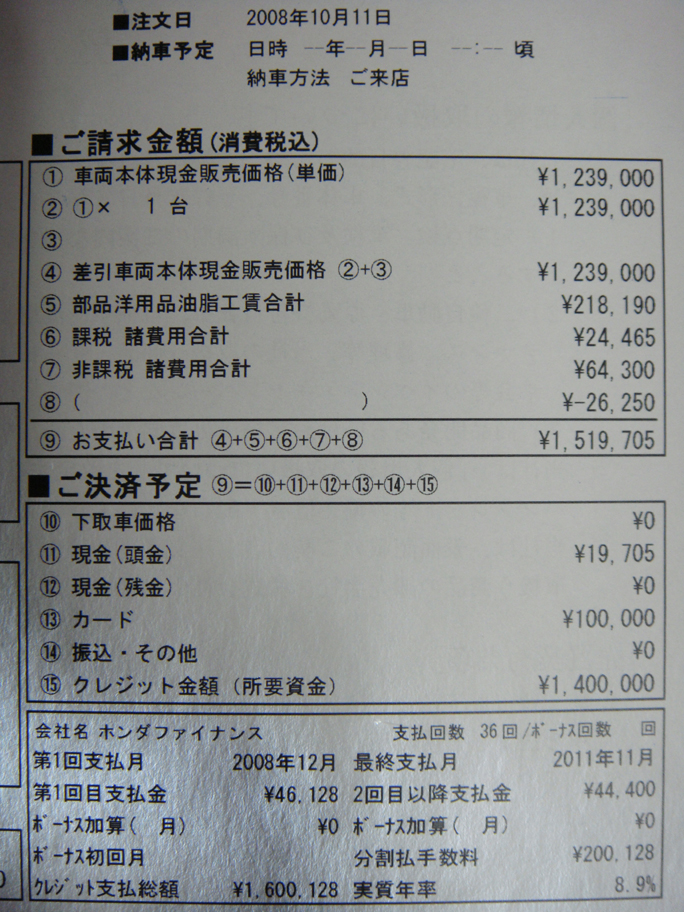 ■注文日 2008年10月11日
■納車予定 日時 --年--月--日 --:-- 頃
納車方法 ご来店
■ご請求金額(消費税込)
① 車両本体現金販売価格(単価) ¥1,239,000
② ①× 1 台 ¥1,239,000
③
④ 差引車両本体現金販売価格 ②+③ ¥1,239,000
⑤ 部品洋用品油脂工賃合計 ¥218,190
⑥ 課税 諸費用合計 ¥24,465
⑦ 非課税 諸費用合計 ¥64,300
⑧ ( ) ¥-26,250
⑨ お支払い合計 ④+⑤+⑥+⑦+⑧ ¥1,519,705
■ご決済予定 ⑨=⑩+⑪+⑫+⑬+⑭+⑮
⑩ 下取車価格 ¥0
⑪ 現金(頭金) ¥19,705
⑫ 現金(残金) ¥0
⑬ カード ¥100,000
⑭ 振込・その他 ¥0
⑮ クレジット金額 (所要資金) ¥1,400,000
会社名 ホンダファイナンス 支払回数 36回/ﾎﾞｰﾅｽ回数 回
第1回支払月 2008年12月 最終支払月 2011年11月
第1回目支払金 ¥46,128 2回目以降支払金 ¥44,400
ﾎﾞｰﾅｽ加算( 月) ¥0 ﾎﾞｰﾅｽ加算( 月) ¥0
ﾎﾞｰﾅｽ初回月 分割払手数料 ¥200,128
ｸﾚｼﾞｯﾄ支払総額 ¥1,600,128 実質年率 8.9%